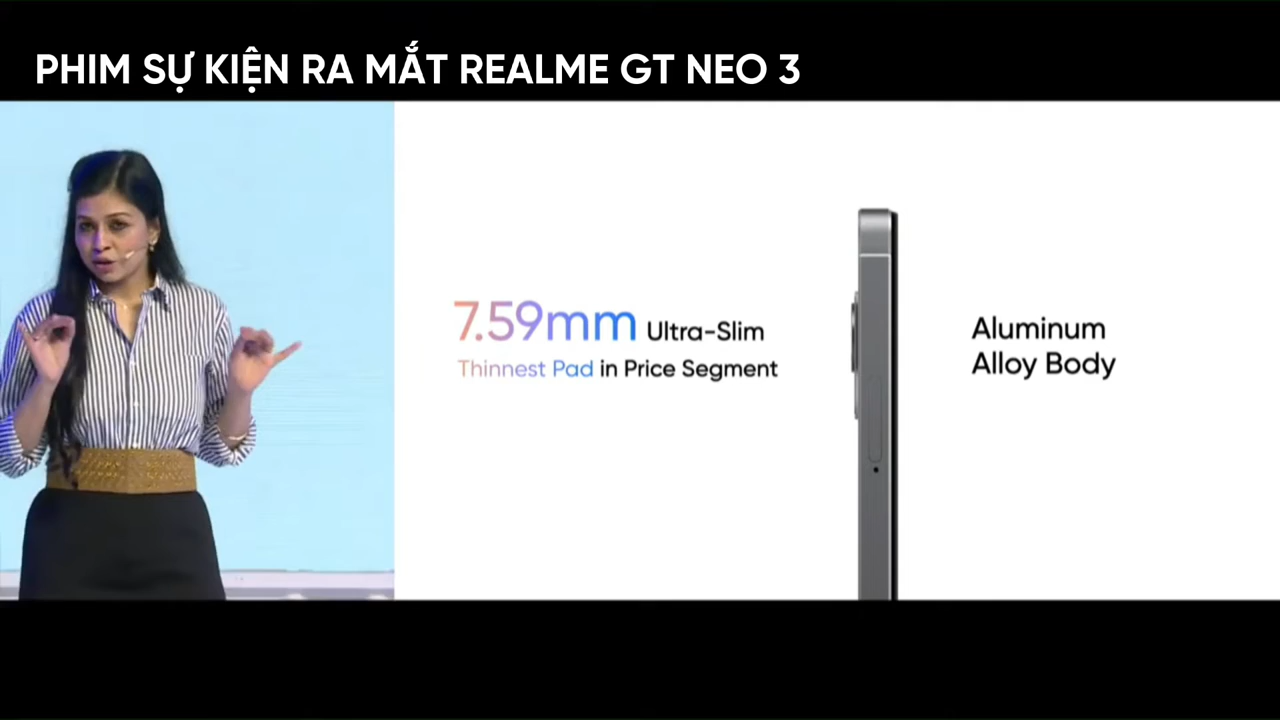 PHIM SỰ KIỆN RA MẮT REALME GT NEO 3
7.59mm Ultra-Slim
Thinnest Pad in Price Segment
Aluminum
Alloy Body